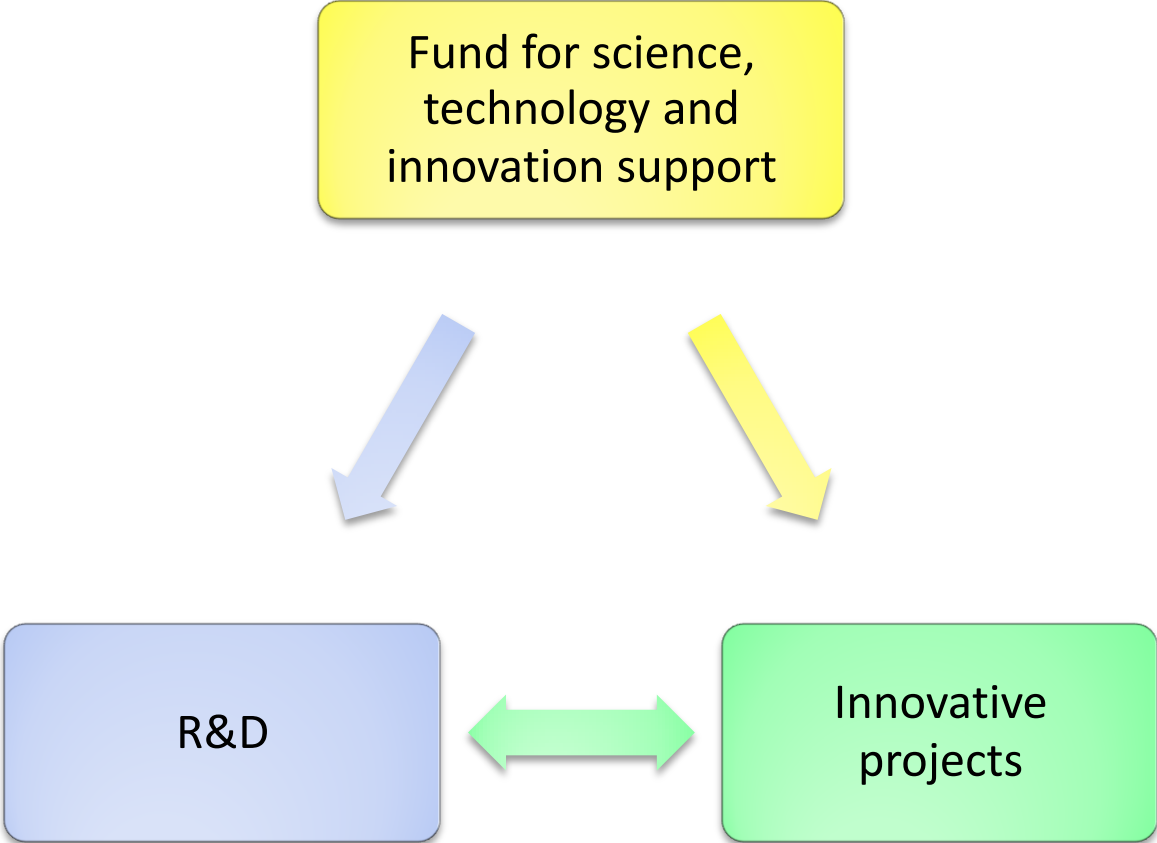 Fund for science,
technology and
innovation support
R&D
Innovative
projects